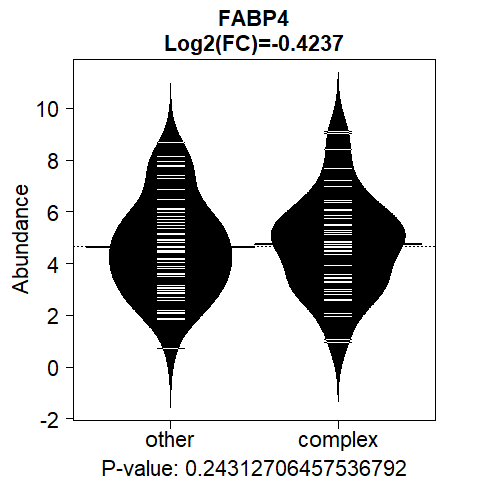 FABP4
Log2(FC)=-0.4237
Abundance
10
8
6
4
2
0
-2
other complex
P-value: 0.24312706457536792